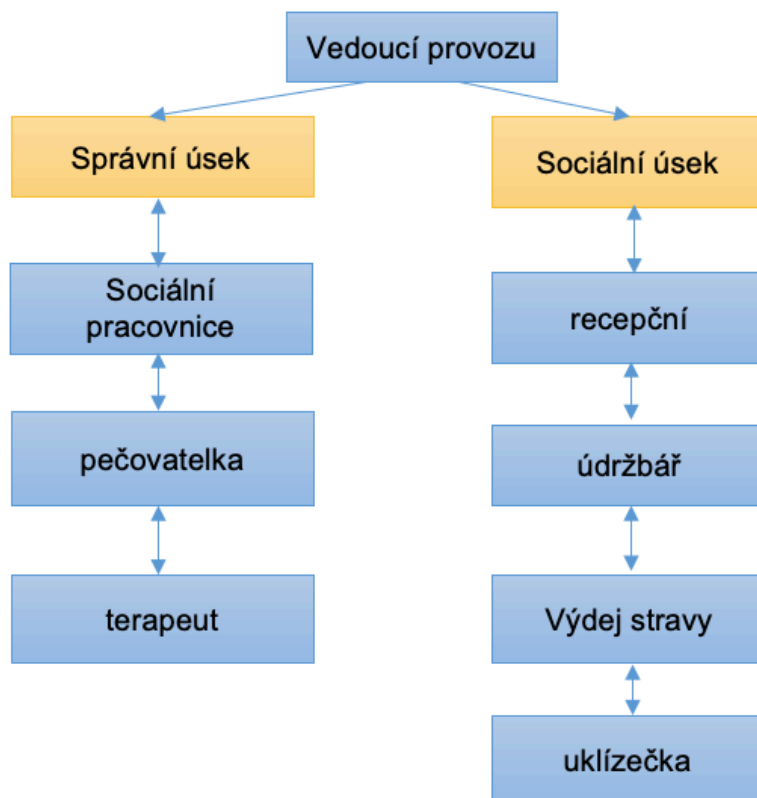 Vedoucí provozu
Správní úsek
Sociální úsek
Sociální
pracovnice
recepční
pečovatelka
údržbář
terapeut
Výdej stravy
uklízečka